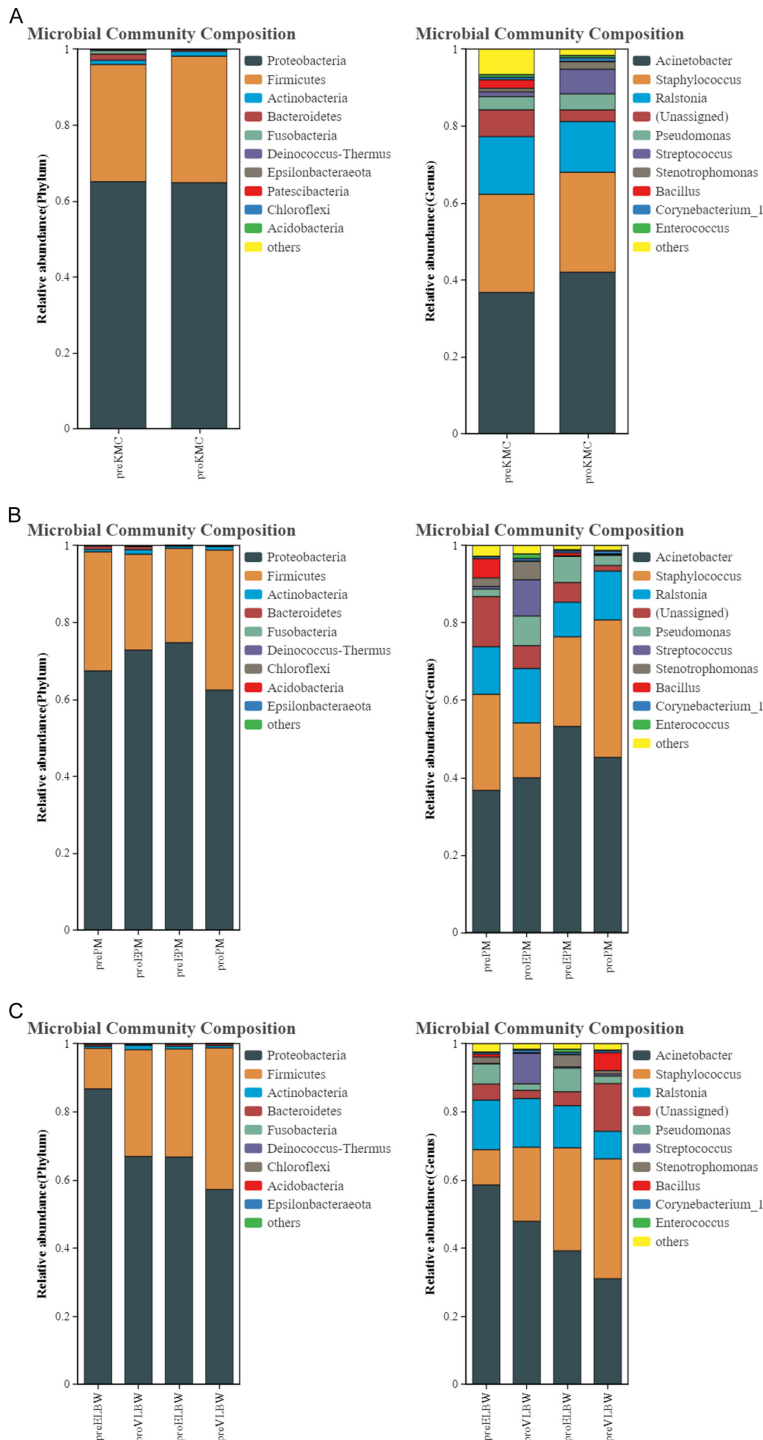 A
Microbial Community Composition
Relative abundance(Phylum)
1
0.8
0.6
0.4
0.2
0
preKMC
proKMC
Proteobacteria
Firmicutes
Actinobacteria
Bacteroidetes
Fusobacteria
Deinococcus-Thermus
Epsilonbacteraeota
Patescibacteria
Chloroflexi
Acidobacteria
others
Microbial Community Composition
Relative abundance(Genus)
1
0.8
0.6
0.4
0.2
0
preKMC
proKMC
Acinetobacter
Staphylococcus
Ralstonia
(Unassigned)
Pseudomonas
Streptococcus
Stenotrophomonas
Bacillus
Corynebacterium_1
Enterococcus
others
B
Microbial Community Composition
Relative abundance(Phylum)
1
0.8
0.6
0.4
0.2
0
prePM
proEPM
preEPM
proPM
Proteobacteria
Firmicutes
Actinobacteria
Bacteroidetes
Fusobacteria
Deinococcus-Thermus
Chloroflexi
Acidobacteria
Epsilonbacteraeota
others
Microbial Community Composition
Relative abundance(Genus)
1
0.8
0.6
0.4
0.2
0
prePM
proEPM
preEPM
proPM
Acinetobacter
Staphylococcus
Ralstonia
(Unassigned)
Pseudomonas
Streptococcus
Stenotrophomonas
Bacillus
Corynebacterium_1
Enterococcus
others
C
Microbial Community Composition
Relative abundance(Phylum)
1
0.8
0.6
0.4
0.2
0
preELBW
proVLBW
proELBW
preVLBW
Proteobacteria
Firmicutes
Actinobacteria
Bacteroidetes
Fusobacteria
Deinococcus-Thermus
Chloroflexi
Acidobacteria
Epsilonbacteraeota
others
Microbial Community Composition
Relative abundance(Genus)
1
0.8
0.6
0.4
0.2
0
preELBW
proVLBW
proELBW
preVLBW
Acinetobacter
Staphylococcus
Ralstonia
(Unassigned)
Pseudomonas
Streptococcus
Stenotrophomonas
Bacillus
Corynebacterium_1
Enterococcus
others